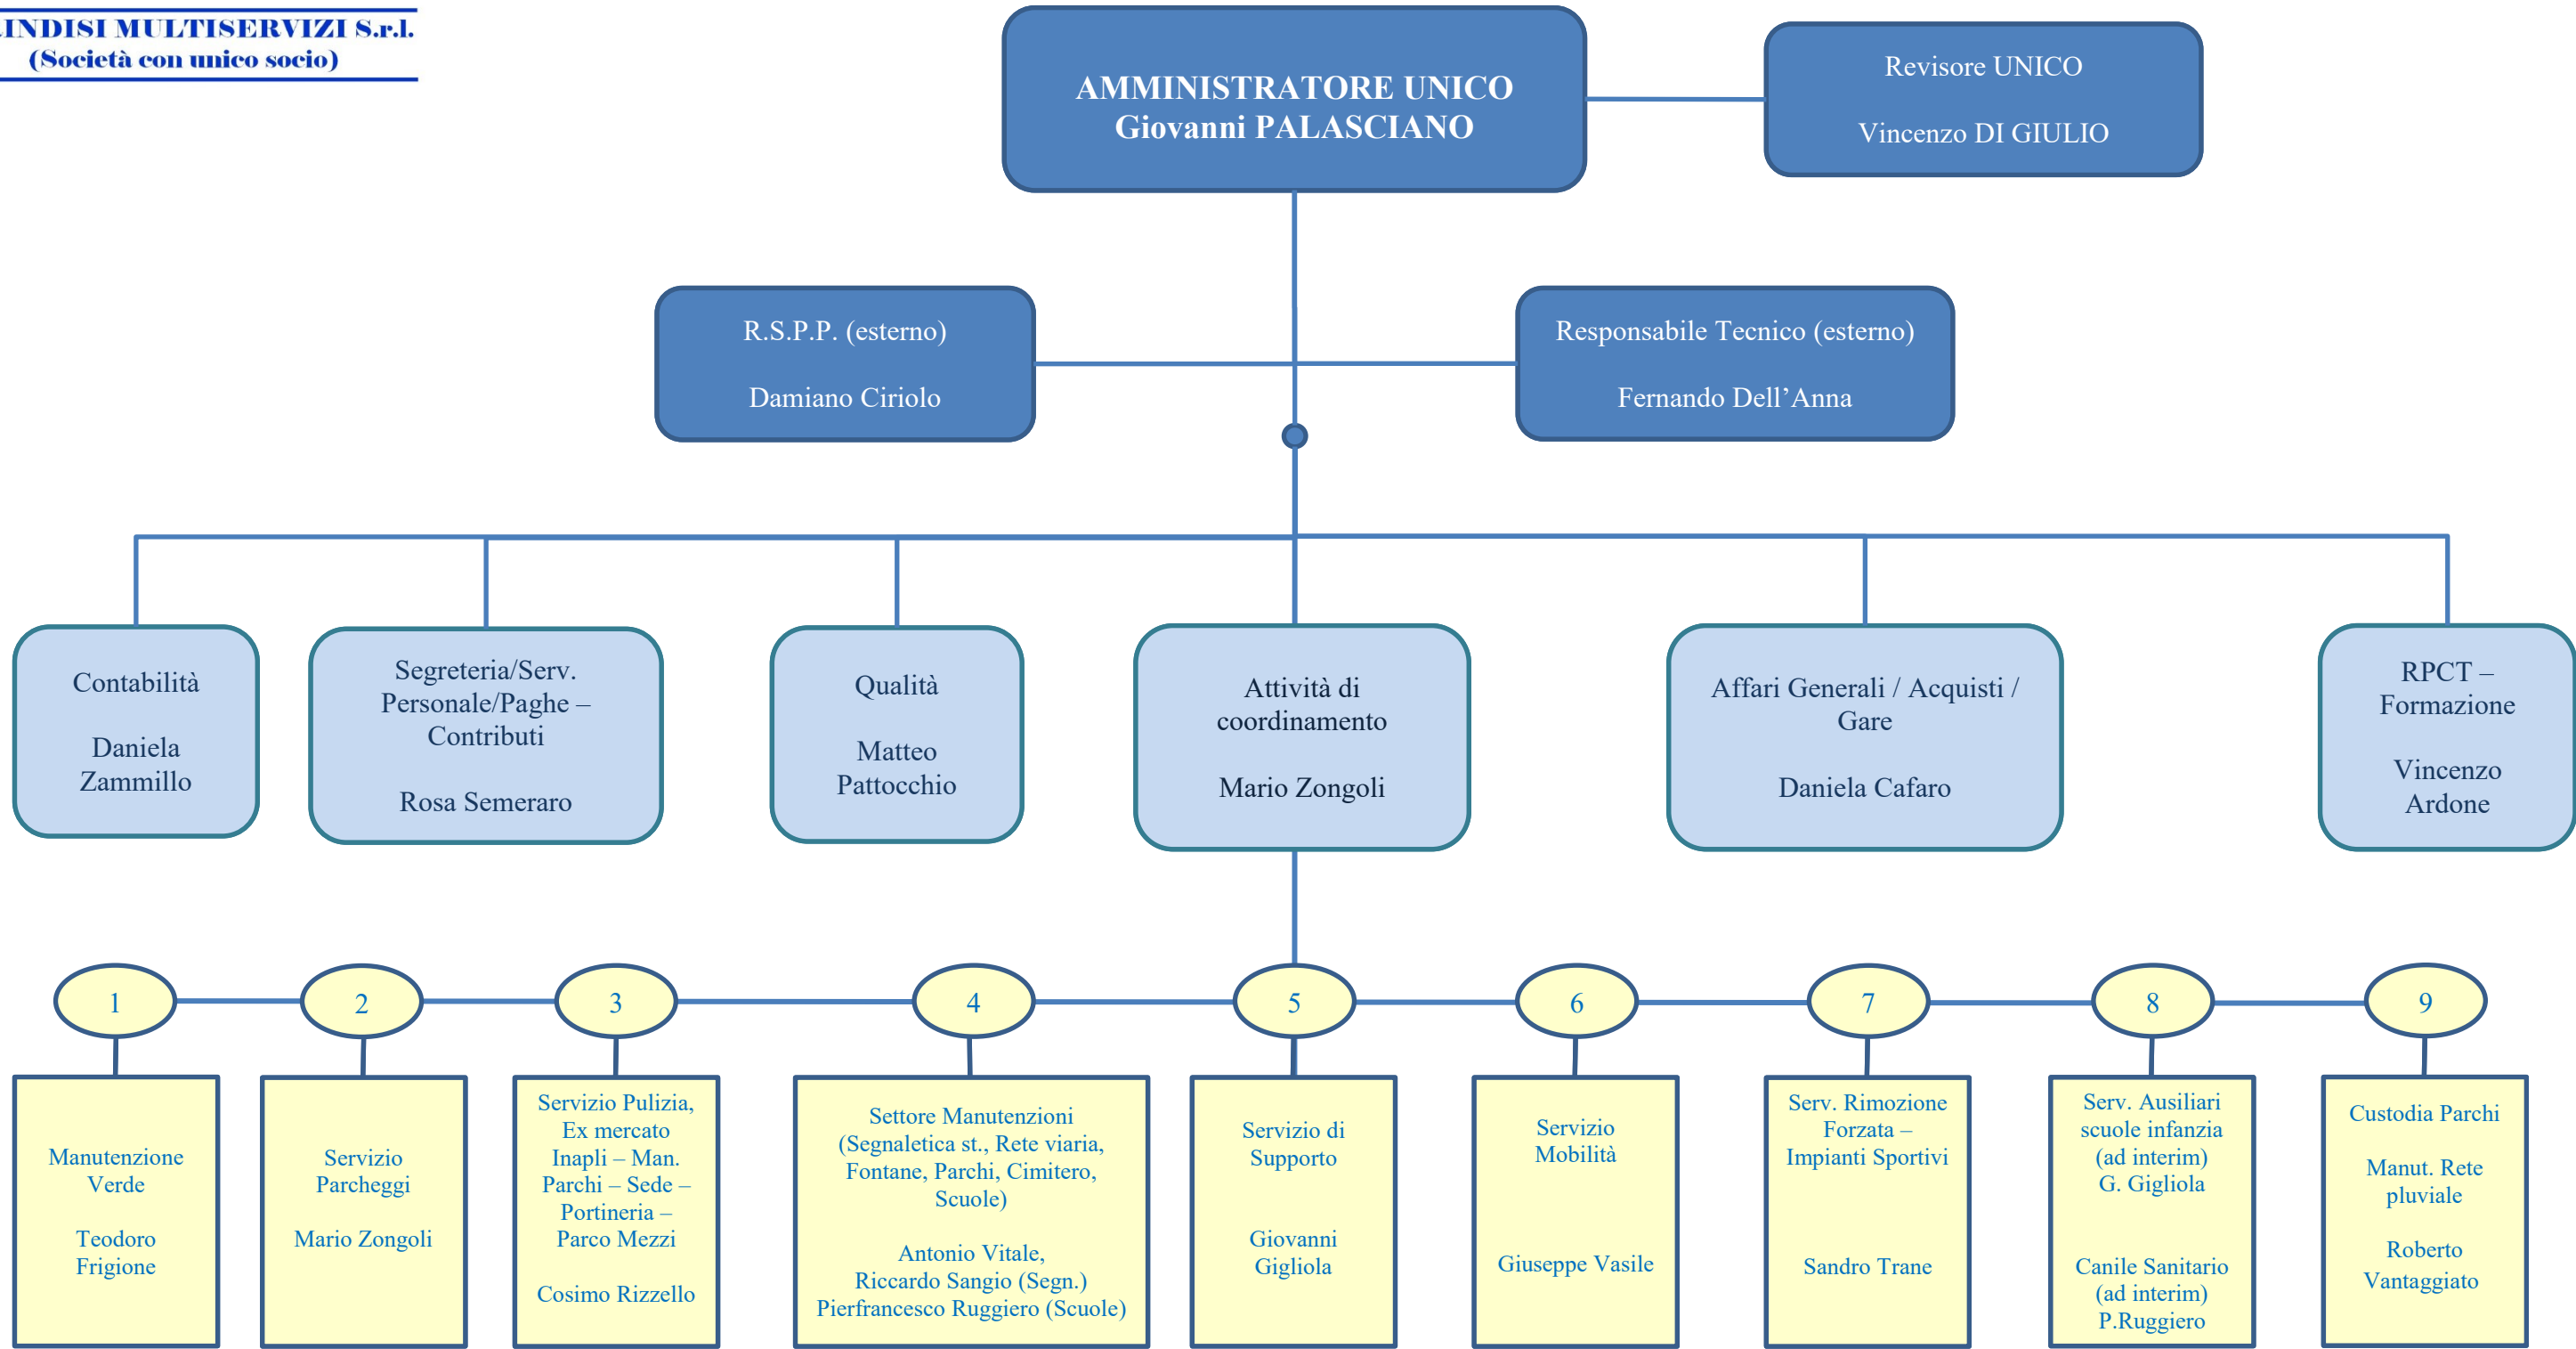 INDISI MULTISERVIZI S.r.l.
(Società con unico socio)
AMMINISTRATORE UNICO
Giovanni PALASCIANO
Revisore UNICO
Vincenzo DI GIULIO
R.S.P.P. (esterno)
Damiano Ciriolo
Responsabile Tecnico (esterno)
Fernando Dell’Anna
Contabilità
Daniela
Zammillo
Segreteria/Serv.
Personale/Paghe –
Contributi
Rosa Semeraro
Qualità
Matteo
Pattocchio
Attività di
coordinamento
Mario Zongoli
Affari Generali / Acquisti /
Gare
Daniela Cafaro
RPCT –
Formazione
Vincenzo
Ardone
1
2
3
4
5
6
7
8
9
Manutenzione
Verde
Teodoro
Frigione
Servizio
Parcheggi
Mario Zongoli
Servizio Pulizia,
Ex mercato
Inapli – Man.
Parchi – Sede –
Portineria –
Parco Mezzi
Cosimo Rizzello
Settore Manutenzioni
(Segnaletica st., Rete viaria,
Fontane, Parchi, Cimitero,
Scuole)
Antonio Vitale,
Riccardo Sangio (Segn.)
Pierfrancesco Ruggiero (Scuole)
Servizio di
Supporto
Giovanni
Gigliola
Servizio
Mobilità
Giuseppe Vasile
Serv. Rimozione
Forzata –
Impianti Sportivi
Sandro Trane
Serv. Ausiliari
scuole infanzia
(ad interim)
G. Gigliola
Canile Sanitario
(ad interim)
P.Ruggiero
Custodia Parchi
Manut. Rete
pluviale
Roberto
Vantaggiato